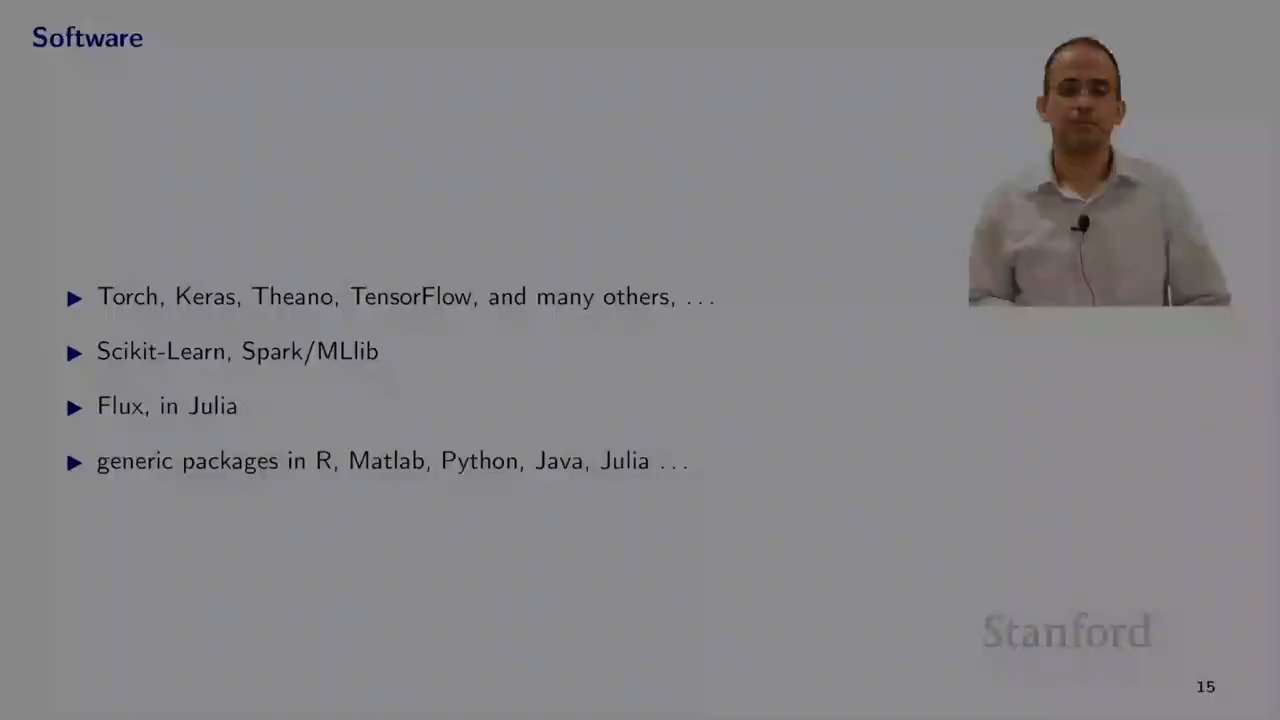 Software
Torch, Keras, Theano, TensorFlow, and many others, ...
Scikit-Learn, Spark/MLlib
Flux, in Julia
generic packages in R, Matlab, Python, Java, Julia ...
Stanford
15